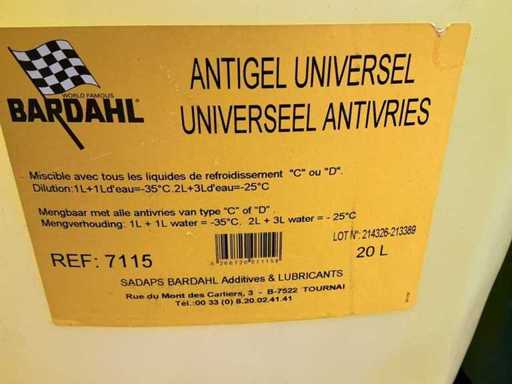 WORLD FAMOUS
BARDAHL
ANTIGEL UNIVERSEL
UNIVERSEEL ANTIVRIES
Miscible avec tous les liquides de refroidissement "C" ou "D".
Dilution:1L+1Ld'eau=-35°C.2L+3Ld'eau=-25°C
Mengbaar met alle antivries van type "C" of "D" .
Mengverhouding: 1L + 1L water = -35°C. 2L + 3L water = - 25°C
LOT N°: 214326-213389
REF: 7115
20 L
SADAPS BARDAHL Additives & LUBRICANTS
Rue du Mont des Carliers, 3 - B-7522 TOURNAI
Tél.:00 33 (0) 8.20.02.41.41